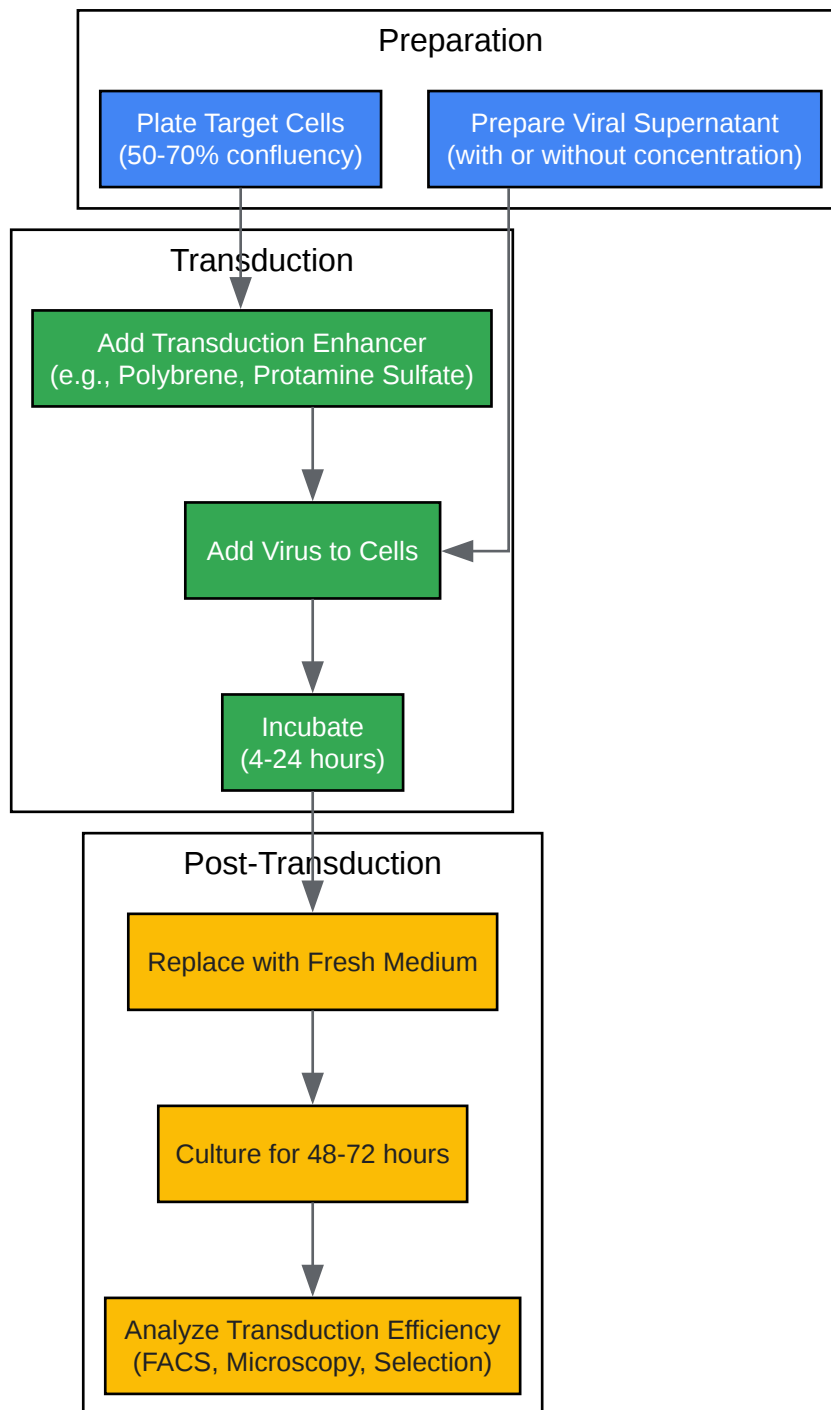 Preparation
Plate Target Cells
(50-70% confluency)
Prepare Viral Supernatant
(with or without concentration)
Transduction
Add Transduction Enhancer
(e.g., Polybrene, Protamine Sulfate)
Add Virus to Cells
Incubate
(4-24 hours)
Post-Transduction
Replace with Fresh Medium
Culture for 48-72 hours
Analyze Transduction Efficiency
(FACS, Microscopy, Selection)